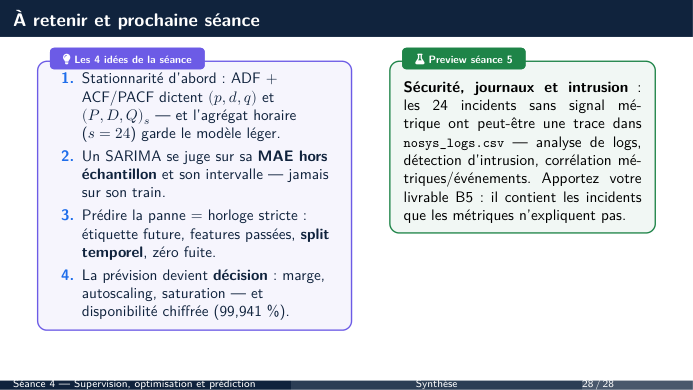 À retenir et prochaine séance
Les 4 idées de la séance
1. Stationnarité d'abord : ADF +
ACF/PACF dictent (p, d, q) et
(P, D, Q)s — et l'agrégat horaire
(s = 24) garde le modèle léger.
2. Un SARIMA se juge sur sa MAE hors
échantillon et son intervalle — jamais
sur son train.
3. Prédire la panne = horloge stricte :
étiquette future, features passées, split
temporel, zéro fuite.
4. La prévision devient décision : marge,
autoscaling, saturation — et
disponibilité chiffrée (99,941 %).
Preview séance 5
Sécurité, journaux et intrusion :
les 24 incidents sans signal mé-
trique ont peut-être une trace dans
nosys_logs.csv — analyse de logs,
détection d'intrusion, corrélation mé-
triques/événements. Apportez votre
livrable B5 : il contient les incidents
que les métriques n'expliquent pas.
Séance 4 — Supervision, optimisation et prédiction
Synthèse
28 / 28